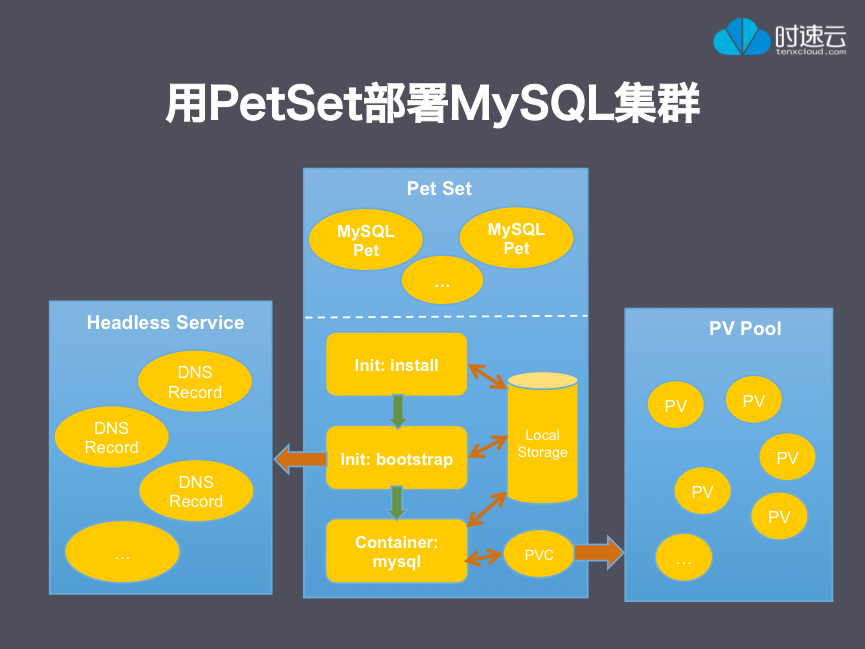 时速云
tenxcloud.com
用PetSet部署MySQL集群
Pet Set
MySQL
Pet
MySQL
Pet
...
Headless Service
DNS
Record
DNS
Record
DNS
Record
...
Init: install
Init: bootstrap
Container:
mysql
Local
Storage
PVC
PV Pool
PV
PV
PV
PV
PV
...